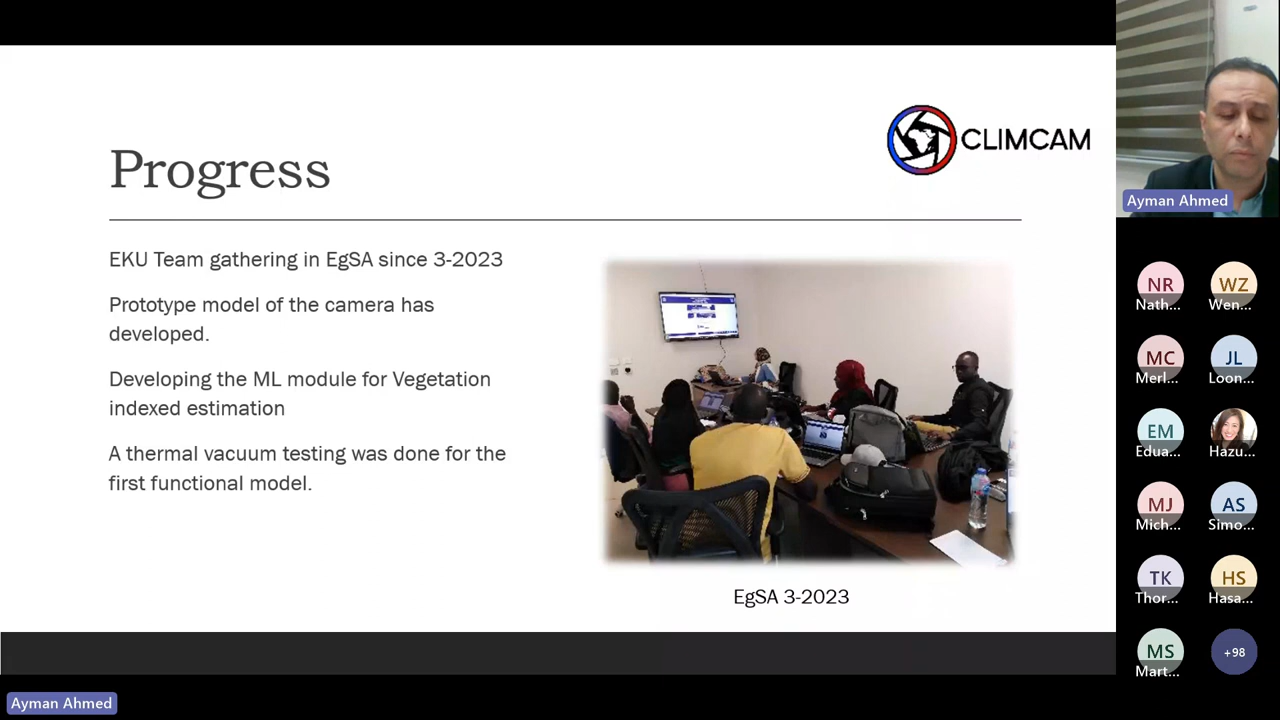 CLIMCAM
Progress
EKU Team gathering in EgSA since 3-2023
Prototype model of the camera has
developed.
Developing the ML module for Vegetation
indexed estimation
A thermal vacuum testing was done for the
first functional model.
EgSA 3-2023
Ayman Ahmed
Ayman Ahmed
NR
Nath...
WZ
Wen...
MC
Merl...
JL
Loon...
EM
Edua...
Hazu...
MJ
Mich...
AS
Simo...
TK
Thor...
HS
Hasa...
MS
Mart...
+98